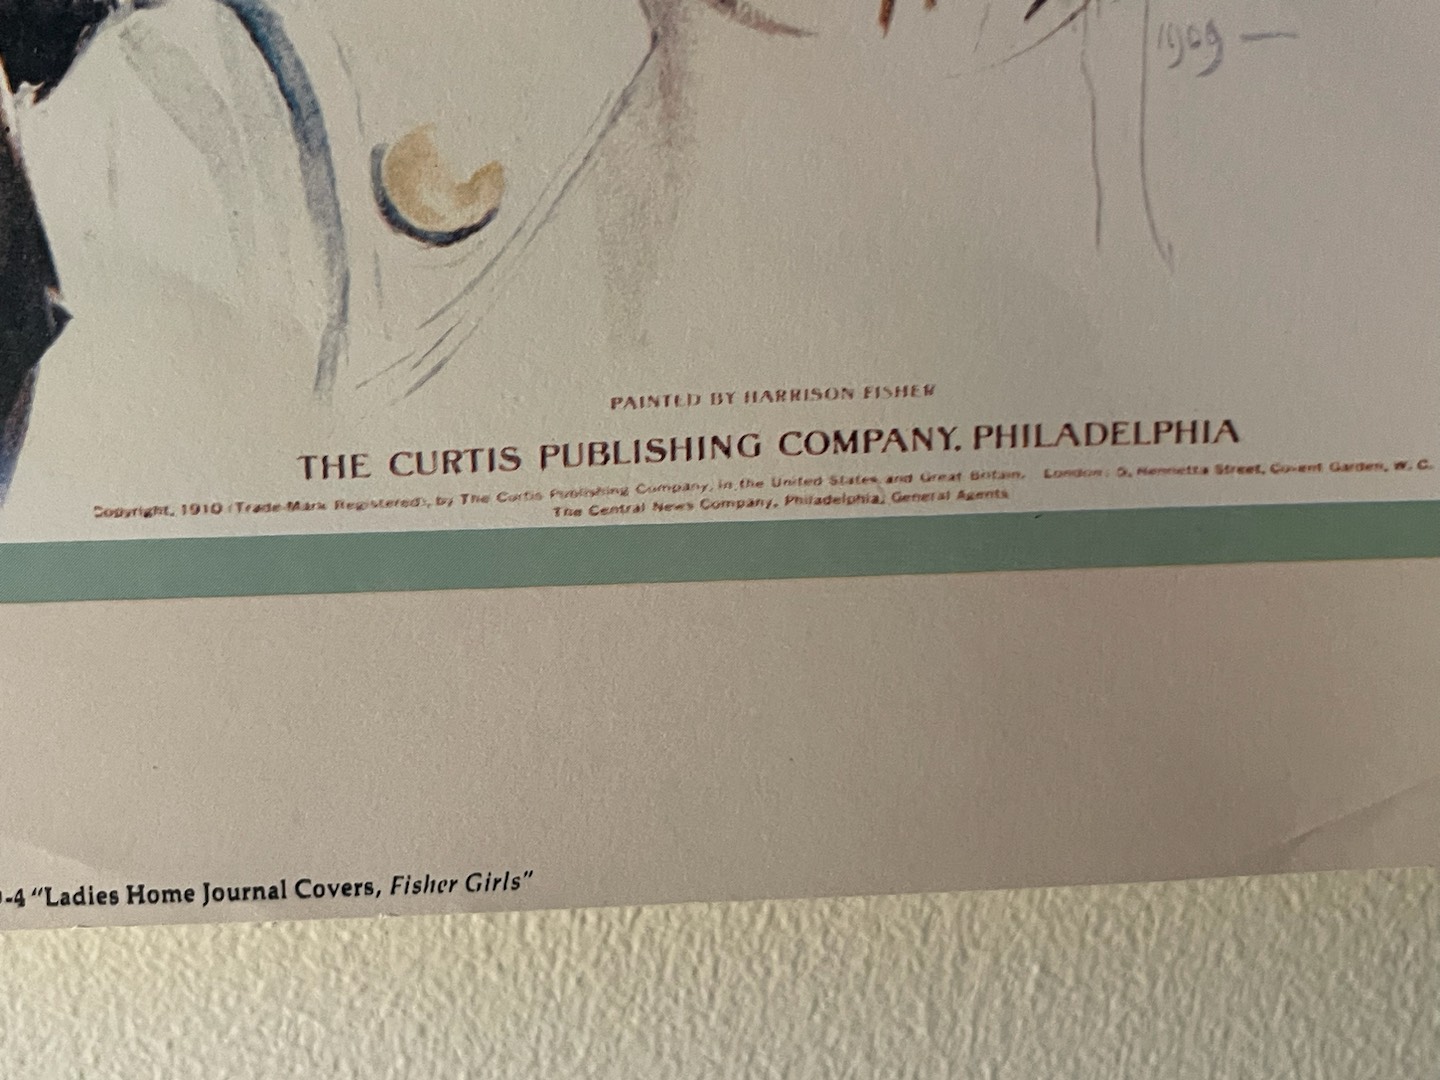 1909 —
PAINTED BY HARRISON FISHER
THE CURTIS PUBLISHING COMPANY, PHILADELPHIA
Copyright, 1910 (Trade-Mark Registered), by The Curtis Publishing Company, in the United States and Great Britain. London: 5, Henrietta Street, Covent Garden, W. C.
The Central News Company, Philadelphia, General Agents
-4 “Ladies Home Journal Covers, Fisher Girls”